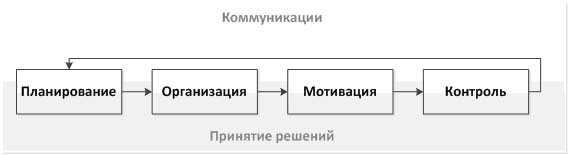 Коммуникации
Планирование Организация Мотивация Контроль
Принятие решений